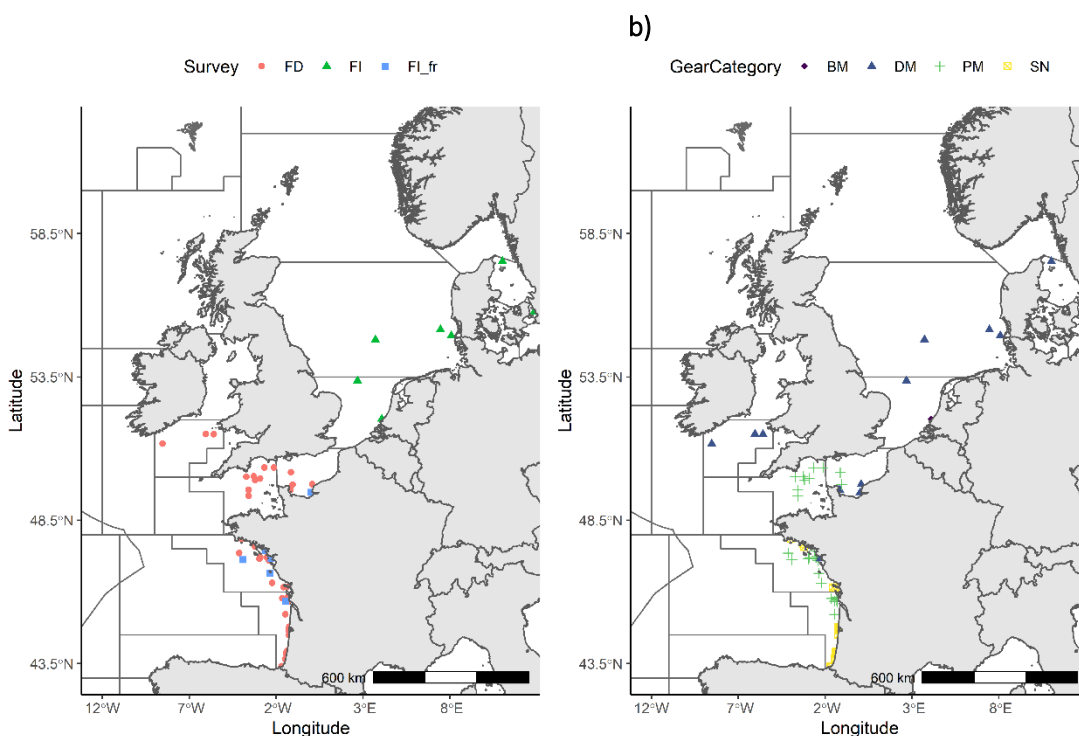 b)
Survey FD FI FI_fr
GearCategory BM DM PM SN
58.5°N
53.5°N
48.5°N
43.5°N
Latitude
600 km
12°W 7°W 2°W 3°E 8°E
Longitude
58.5°N
53.5°N
48.5°N
43.5°N
Latitude
600 km
12°W 7°W 2°W 3°E 8°E
Longitude